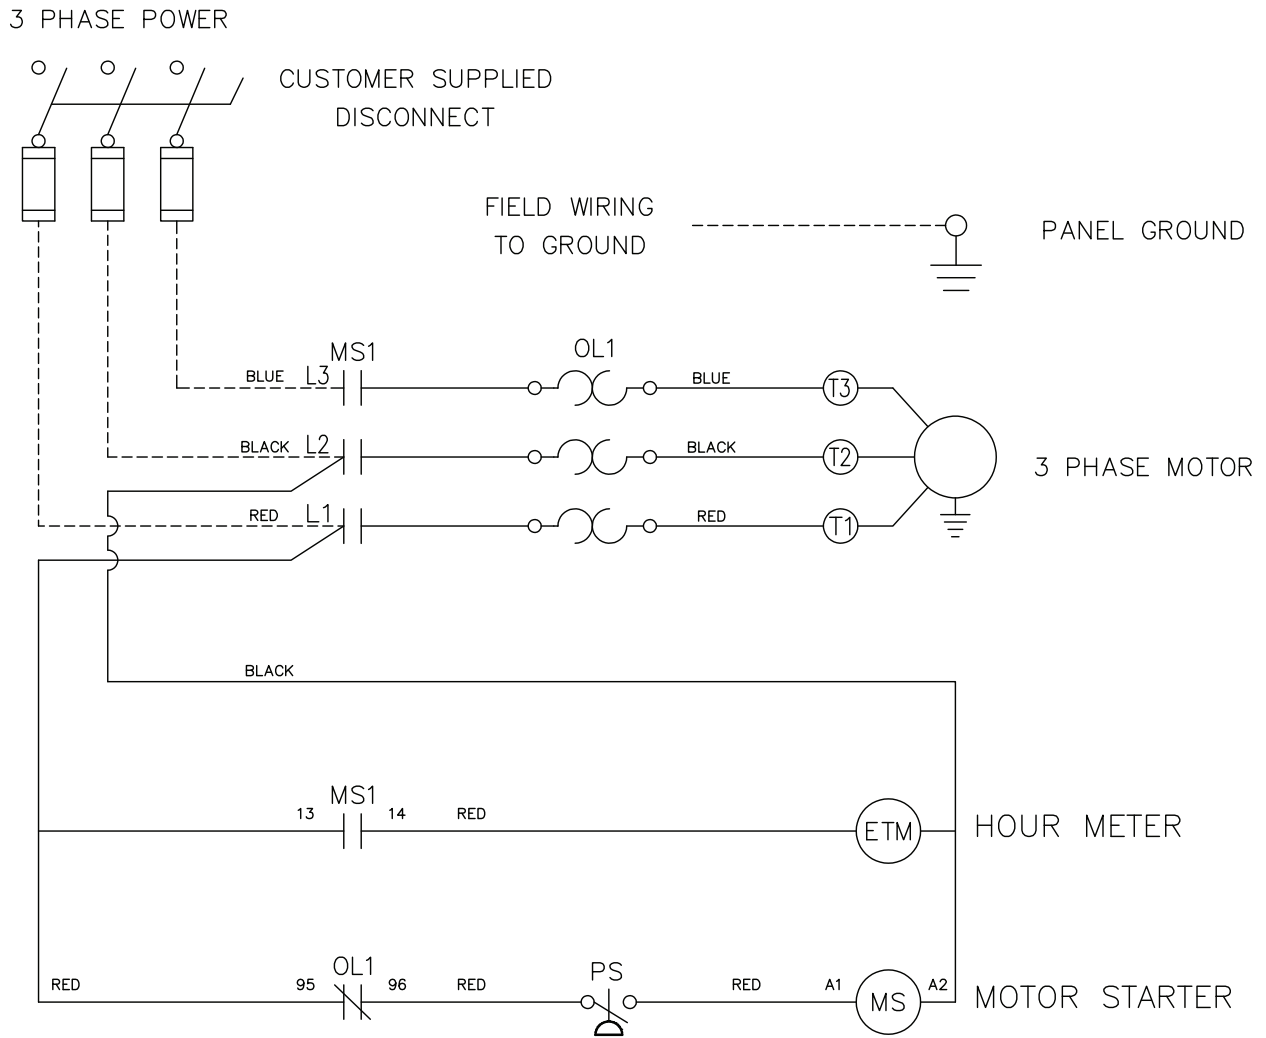 3 PHASE POWER
CUSTOMER SUPPLIED
DISCONNECT
FIELD WIRING
TO GROUND
PANEL GROUND
MS1
OL1
BLUE L3
BLUE
T3
BLACK L2
BLACK
T2
3 PHASE MOTOR
RED L1
RED
T1
BLACK
MS1
13
14
RED
ETM
HOUR METER
OL1
PS
RED
95
96
RED
RED
A1
MS
A2
MOTOR STARTER